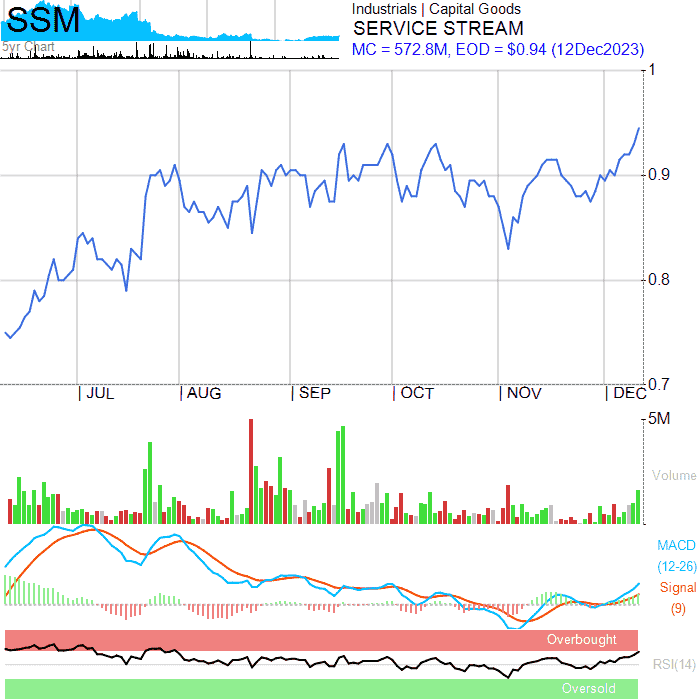 SSM
5yr Chart
Industrials | Capital Goods
SERVICE STREAM
MC = 572.8M, EOD = $0.94 (12Dec2023)
1
0.9
0.8
0.7
JUL
AUG
SEP
OCT
NOV
DEC
5M
Volume
MACD
(12-26)
Signal
(9)
Overbought
RSI(14)
Oversold